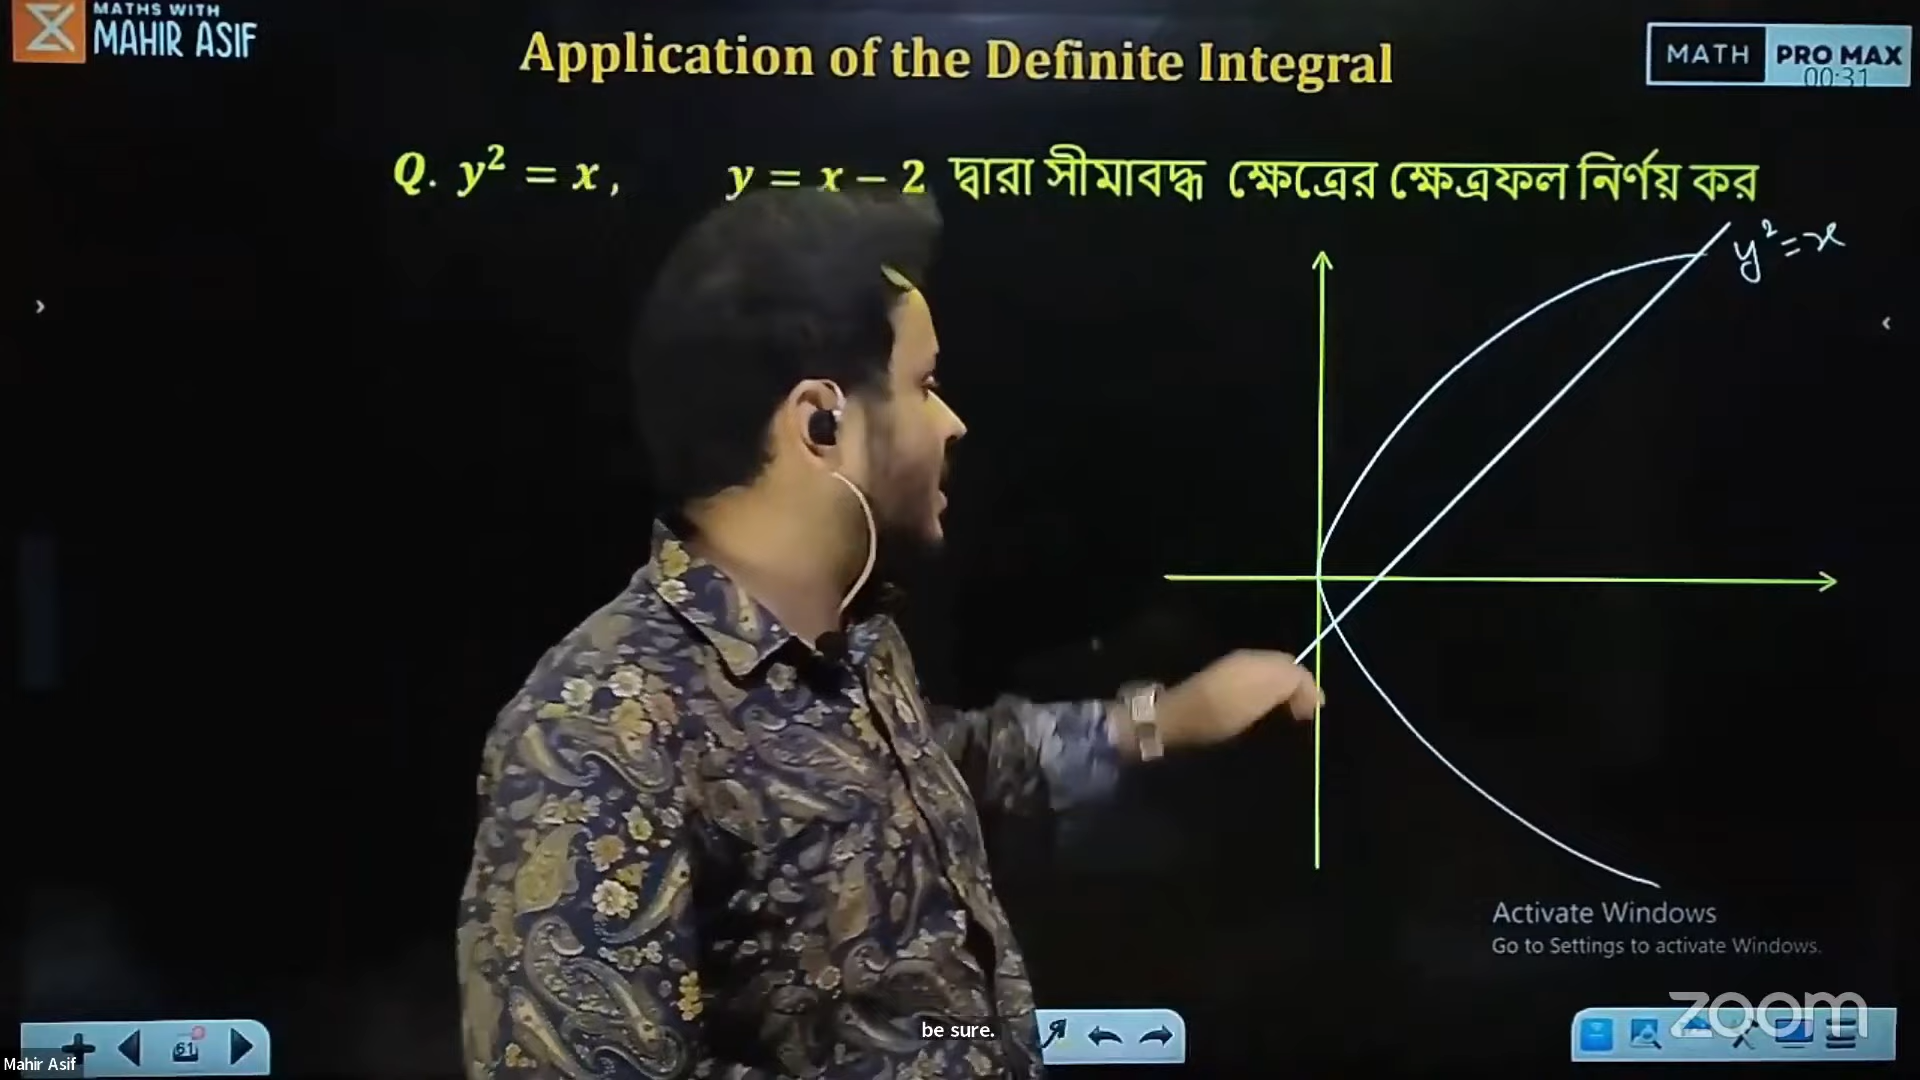 MATHS WITH
MAHIR ASIF
Application of the Definite Integral
MATH PRO MAX
00:31
Q. y² = x, y = x − 2 দ্বারা সীমাবদ্ধ ক্ষেত্রের ক্ষেত্রফল নির্ণয় কর
y² = x
Activate Windows
Go to Settings to activate Windows.
zoom
61
be sure.
Mahir Asif